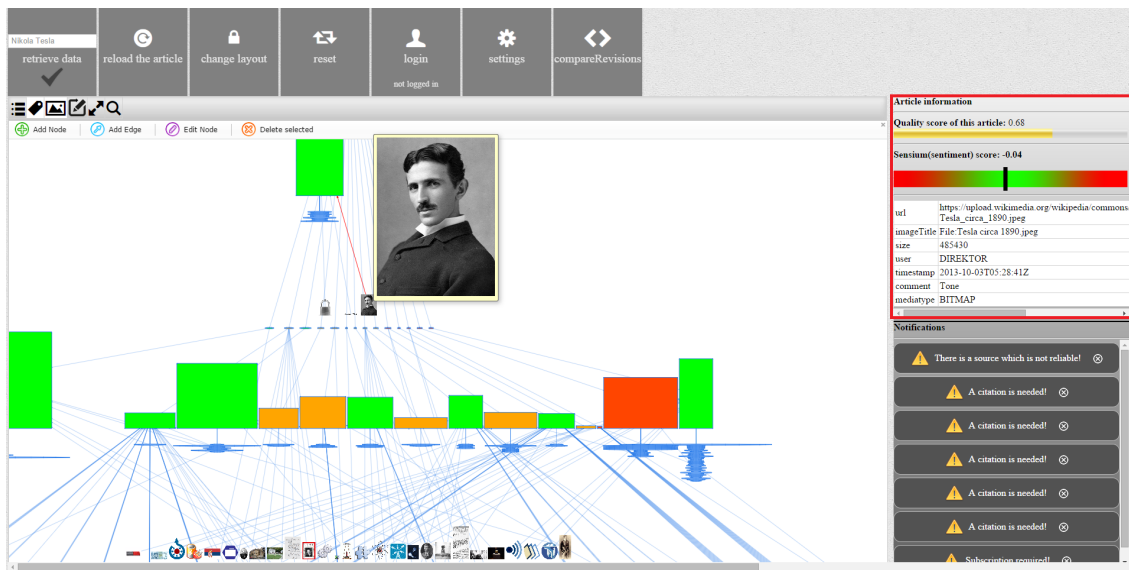 Nikola Tesla
retrieve data
reload the article
change layout
reset
login
not logged in
settings
compareRevisions
Add Node
Add Edge
Edit Node
Delete selected
Article information
Quality score of this article: 0.68
Sensium(sentiment) score: -0.04
url https://upload.wikimedia.org/wikipedia/commons/
Tesla_circa_1890.jpeg
imageTitle File:Tesla circa 1890.jpeg
size 485430
user DIREKTOR
timestamp 2013-10-03T05:28:41Z
comment Tone
mediatype BITMAP
Notifications
There is a source which is not reliable!
A citation is needed!
A citation is needed!
A citation is needed!
A citation is needed!
A citation is needed!
Subscription required!